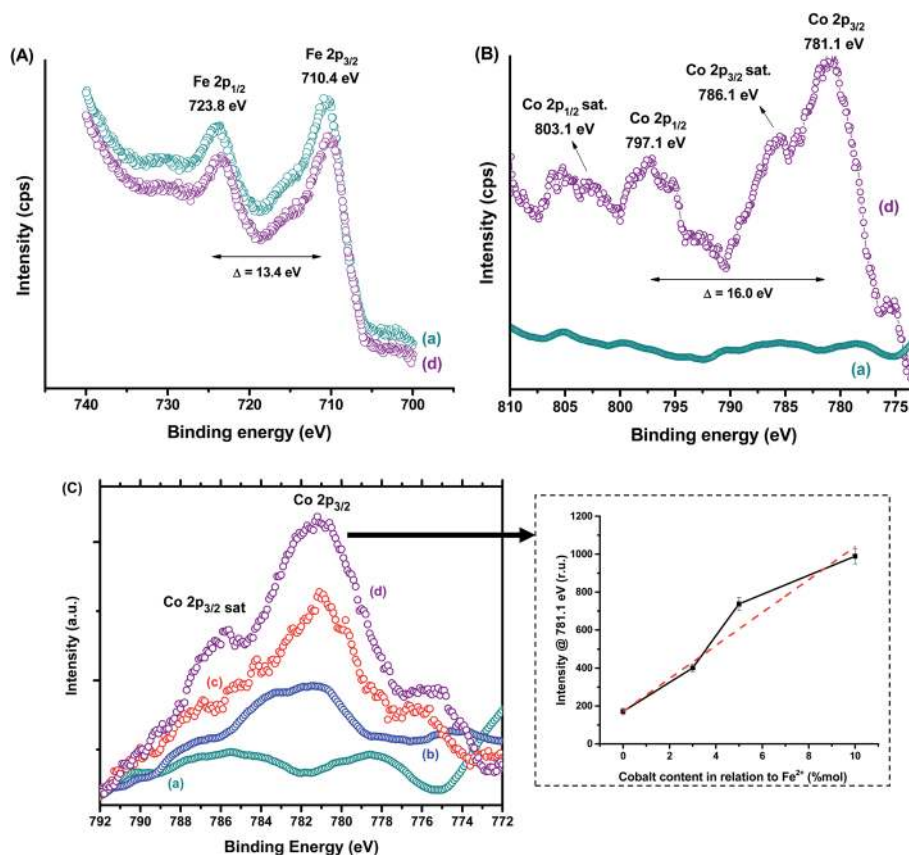 (A)
Fe 2p1/2
723.8 eV
Fe 2p3/2
710.4 eV
Δ = 13.4 eV
(a)
(d)
Intensity (cps)
740 730 720 710 700
Binding energy (eV)
(B)
Co 2p3/2
781.1 eV
Co 2p3/2 sat.
786.1 eV
Co 2p1/2 sat.
803.1 eV
Co 2p1/2
797.1 eV
(d)
Δ = 16.0 eV
(a)
Intensity (cps)
810 805 800 795 790 785 780 775
Binding energy (eV)
(C)
Co 2p3/2
Co 2p3/2 sat
(d)
(c)
(b)
(a)
Intensity (a.u.)
792 790 788 786 784 782 780 778 776 774 772
Binding Energy (eV)
1200
1000
800
600
400
200
0
Intensity @ 781.1 eV (r.u.)
0 2 4 6 8 10
Cobalt content in relation to Fe2+ (%mol)